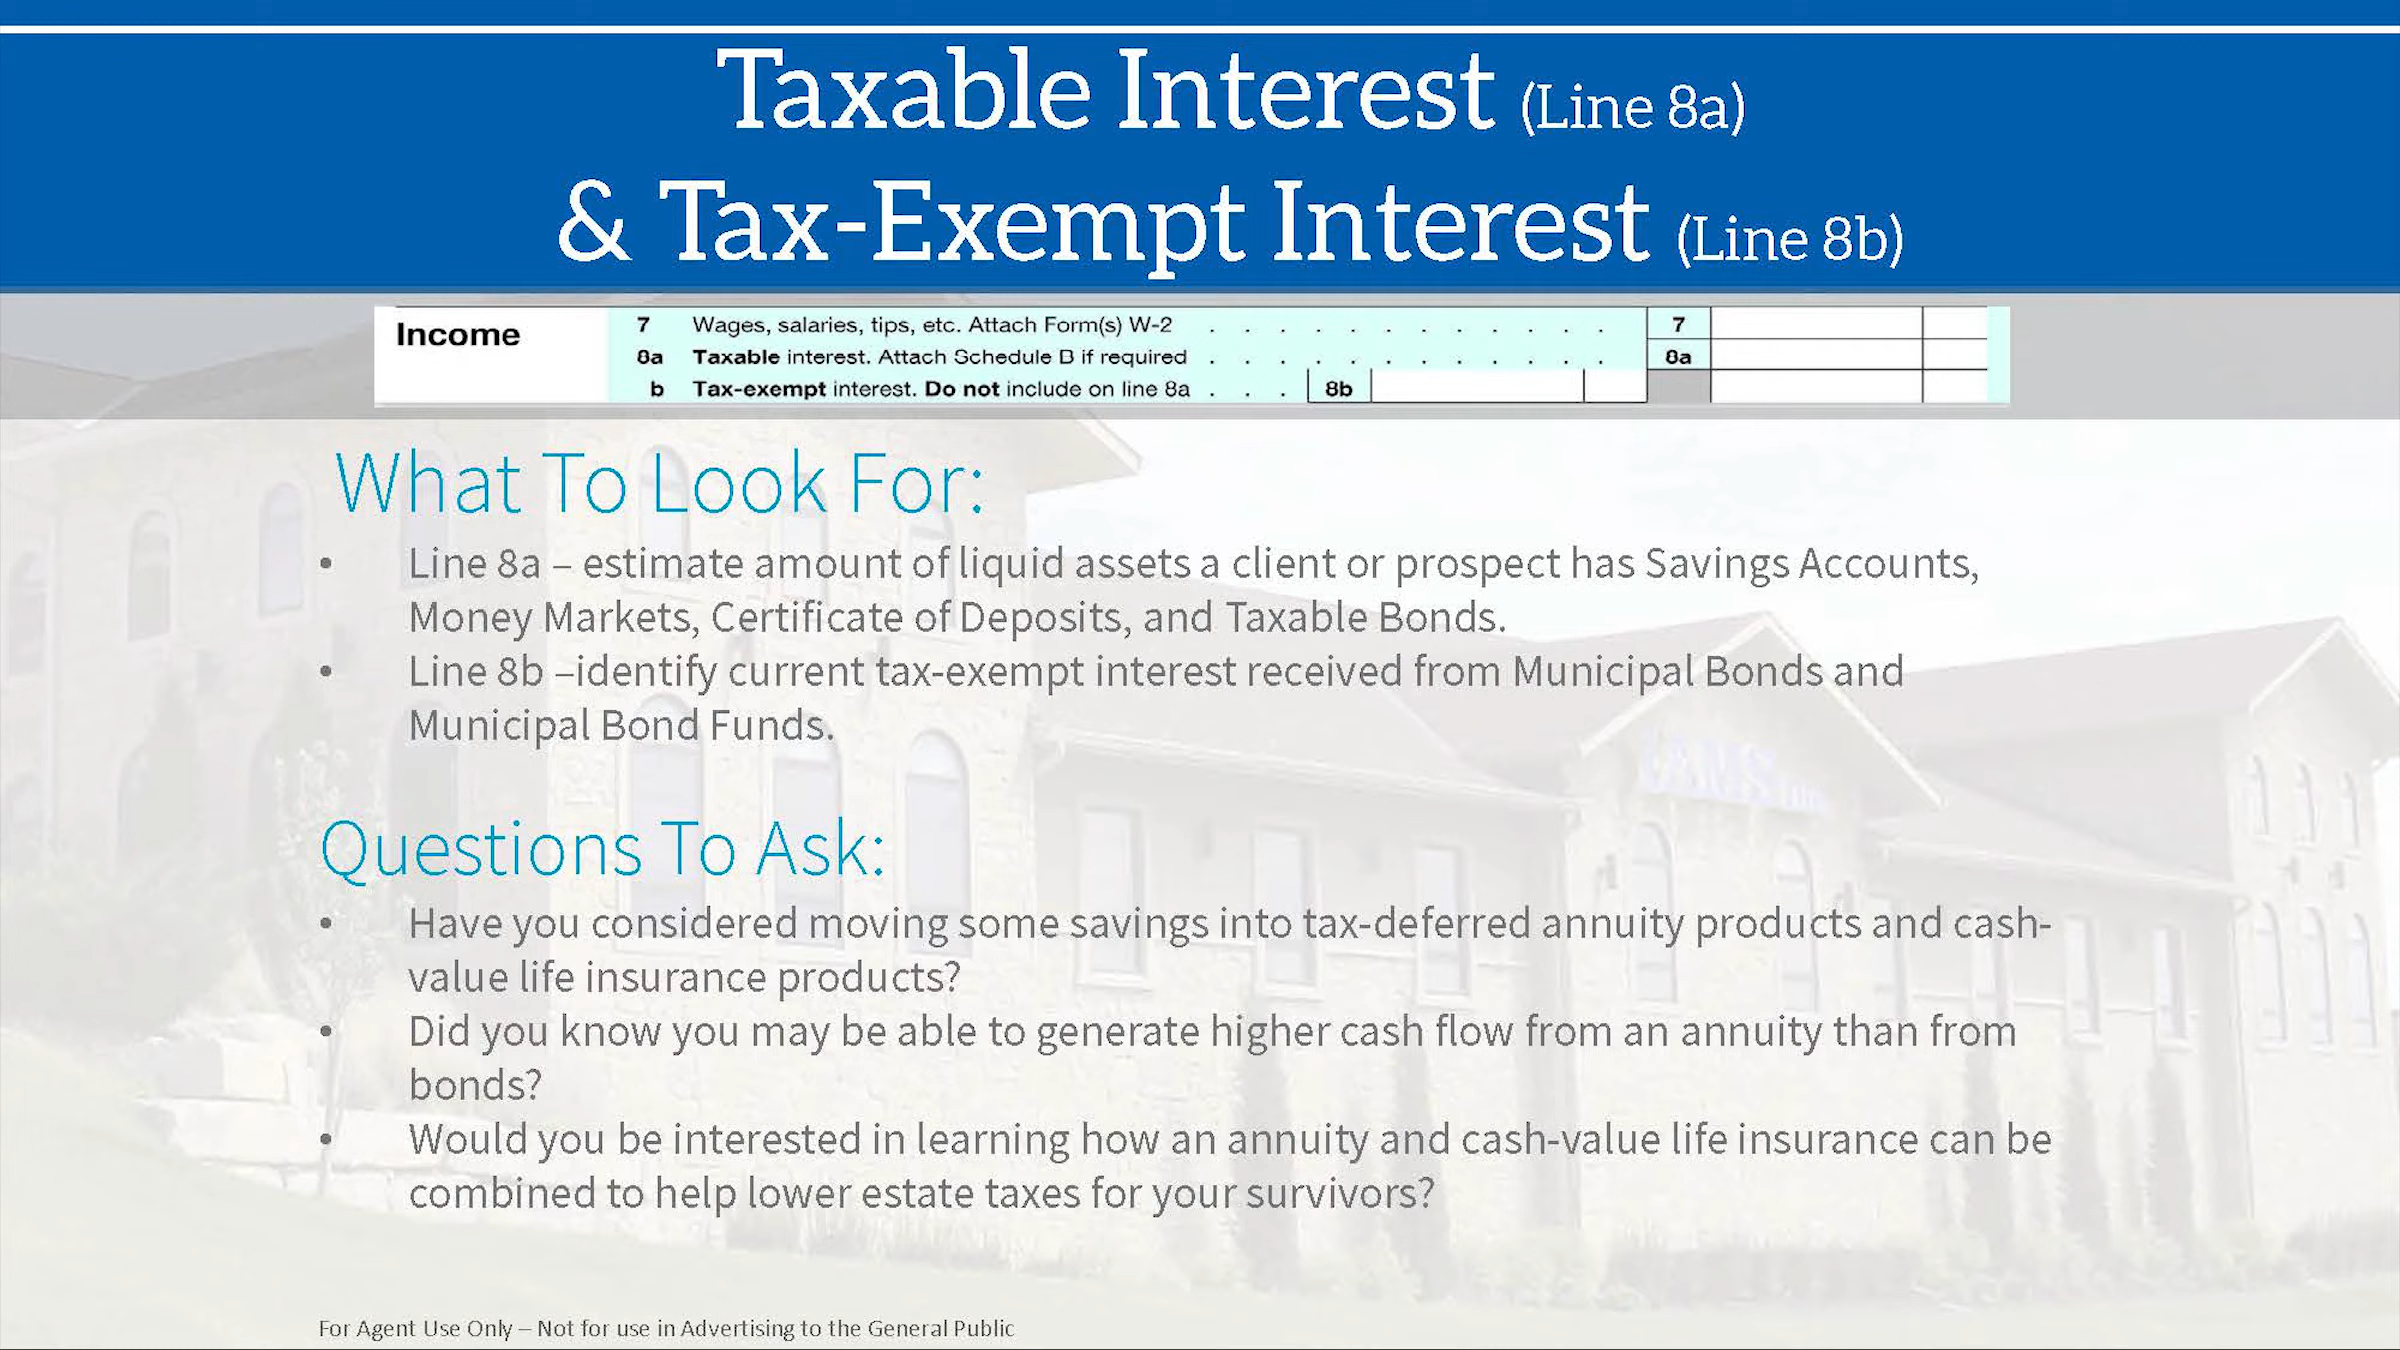 Taxable Interest (Line 8a)
& Tax-Exempt Interest (Line 8b)
Income
7 Wages, salaries, tips, etc. Attach Form(s) W-2 . . . . . . . . . . . . 7
8a Taxable interest. Attach Schedule B if required . . . . . . . . . . . . 8a
b Tax-exempt interest. Do not include on line 8a . . . 8b
What To Look For:
• Line 8a – estimate amount of liquid assets a client or prospect has Savings Accounts,
Money Markets, Certificate of Deposits, and Taxable Bonds.
• Line 8b –identify current tax-exempt interest received from Municipal Bonds and
Municipal Bond Funds.
Questions To Ask:
• Have you considered moving some savings into tax-deferred annuity products and cash-
value life insurance products?
• Did you know you may be able to generate higher cash flow from an annuity than from
bonds?
• Would you be interested in learning how an annuity and cash-value life insurance can be
combined to help lower estate taxes for your survivors?
For Agent Use Only – Not for use in Advertising to the General Public